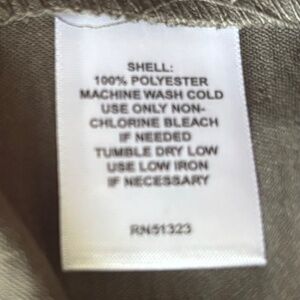 SHELL:
100% POLYESTER
MACHINE WASH COLD
USE ONLY NON-
CHLORINE BLEACH
IF NEEDED
TUMBLE DRY LOW
USE LOW IRON
IF NECESSARY
RN51323